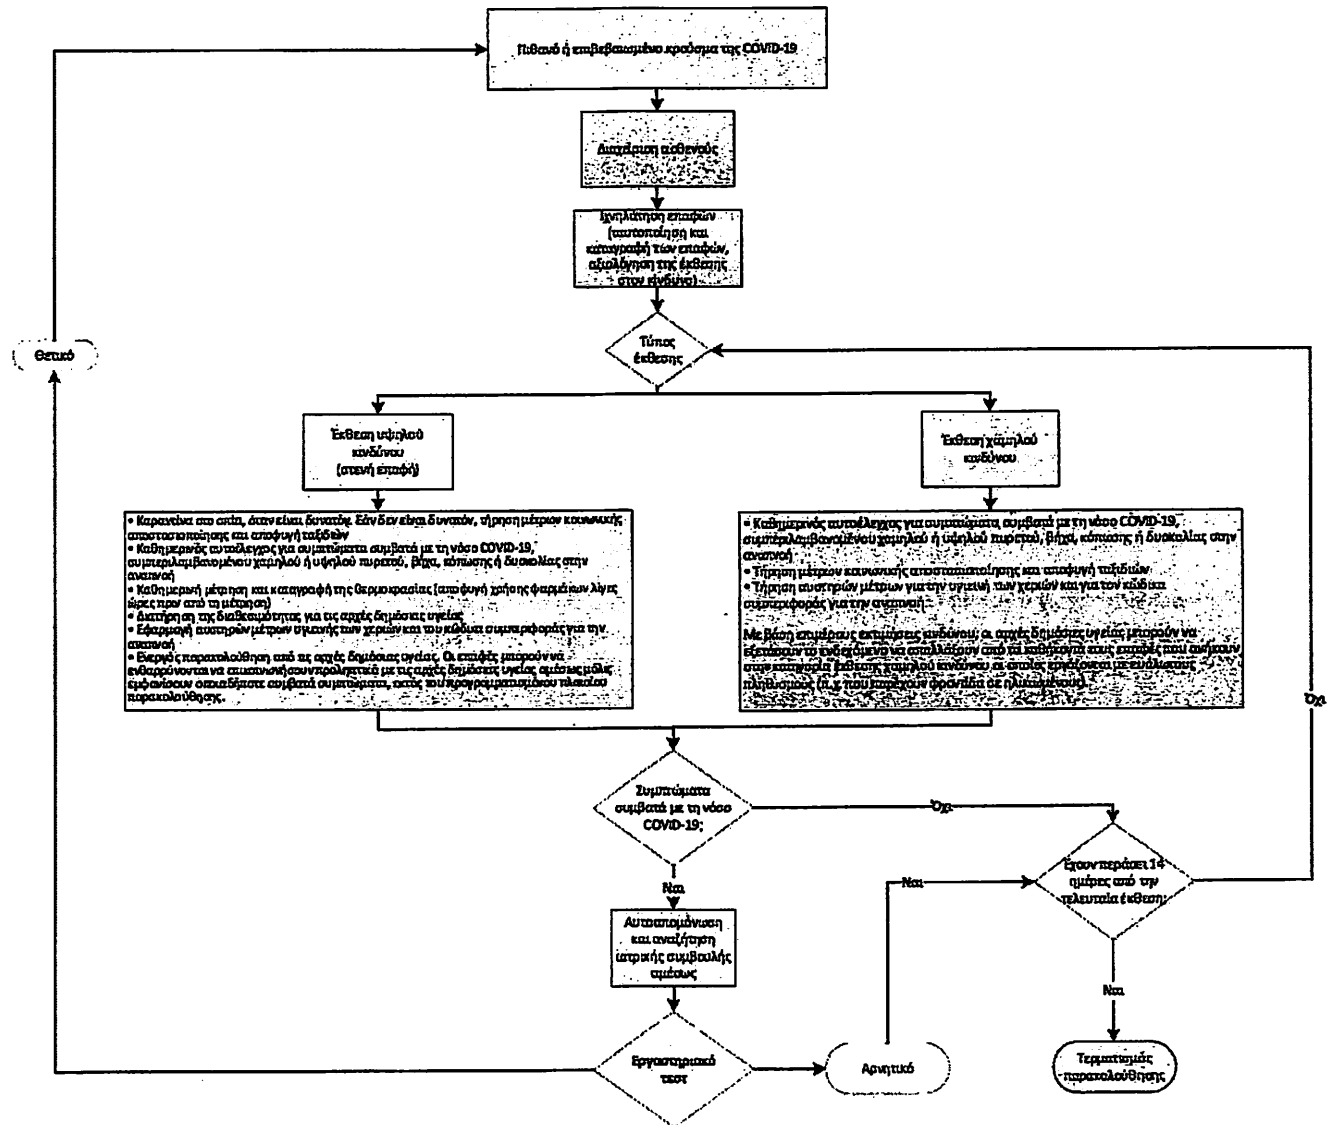 Πιθανό ή επιβεβαιωμένο κρούσμα της COVID-19
Διαχείριση ασθενούς
Ιχνηλάτηση επαφών
(ταυτοποίηση και
καταγραφή των επαφών,
αξιολόγηση της έκθεσης
στον κίνδυνο)
Τύπος
έκθεσης
Θετικό
Έκθεση υψηλού
κινδύνου
(στενή επαφή)
Έκθεση χαμηλού
κινδύνου
• Καραντίνα στο σπίτι, όταν είναι δυνατόν. Εάν δεν είναι δυνατόν, τήρηση μέτρων κοινωνικής
αποστασιοποίησης και αποφυγή ταξιδιών
• Καθημερινός αυτοέλεγχος για συμπτώματα συμβατά με τη νόσο COVID-19,
συμπεριλαμβανομένου χαμηλού ή υψηλού πυρετού, βήχα, κόπωσης ή δυσκολίας στην
αναπνοή
• Καθημερινή μέτρηση και καταγραφή της θερμοκρασίας (αποφυγή χρήσης φαρμάκων λίγες
ώρες πριν από τη μέτρηση)
• Διατήρηση της διαθεσιμότητας για τις αρχές δημόσιας υγείας
• Εφαρμογή αυστηρών μέτρων υγιεινής των χεριών και του κώδικα συμπεριφοράς για την
αναπνοή
• Ενεργός παρακολούθηση από τις αρχές δημόσιας υγείας. Οι επαφές μπορούν να
ενθαρρύνονται να επικοινωνήσουν προληπτικά με τις αρχές δημόσιας υγείας αμέσως μόλις
εμφανίσουν οποιαδήποτε συμβατά συμπτώματα, εκτός του προγραμματισμένου πλαισίου
παρακολούθησης.
• Καθημερινός αυτοέλεγχος για συμπτώματα συμβατά με τη νόσο COVID-19,
συμπεριλαμβανομένου χαμηλού ή υψηλού πυρετού, βήχα, κόπωσης ή δυσκολίας στην
αναπνοή
• Τήρηση μέτρων κοινωνικής αποστασιοποίησης και αποφυγή ταξιδιών
• Τήρηση αυστηρών μέτρων για την υγιεινή των χεριών και για τον κώδικα
συμπεριφοράς για την αναπνοή
Με βάση επιμέρους εκτιμήσεις κινδύνου, οι αρχές δημόσιας υγείας μπορούν να
εξετάσουν το ενδεχόμενο να απαλλάξουν από τα καθήκοντά τους επαφές που ανήκουν
στην κατηγορία έκθεσης χαμηλού κινδύνου οι οποίες εργάζονται με ευάλωτους
πληθυσμούς (π.χ. που παρέχουν φροντίδα σε ηλικιωμένους).
Όχι
Συμπτώματα
συμβατά με τη νόσο
COVID-19;
Όχι
Έχουν περάσει 14
ημέρες από την
τελευταία έκθεση;
Ναι
Ναι
Αυτοαπομόνωση
και αναζήτηση
ιατρικής συμβουλής
αμέσως
Ναι
Εργαστηριακό
τεστ
Αρνητικό
Τερματισμός
παρακολούθησης